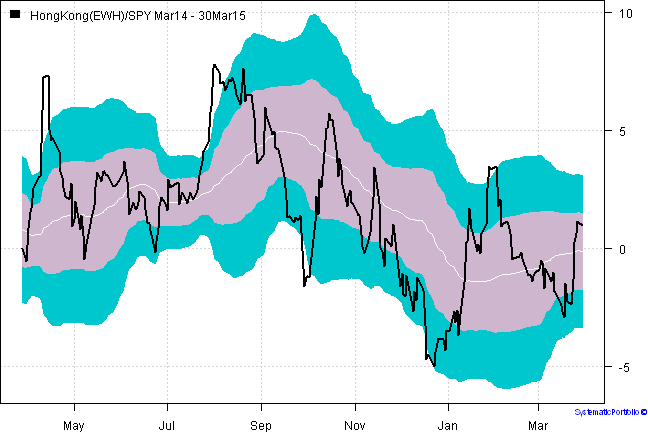 HongKong(EWH)/SPY Mar14 - 30Mar15
10
5
0
-5
May Jul Sep Nov Jan Mar
SystematicPortfolio ©